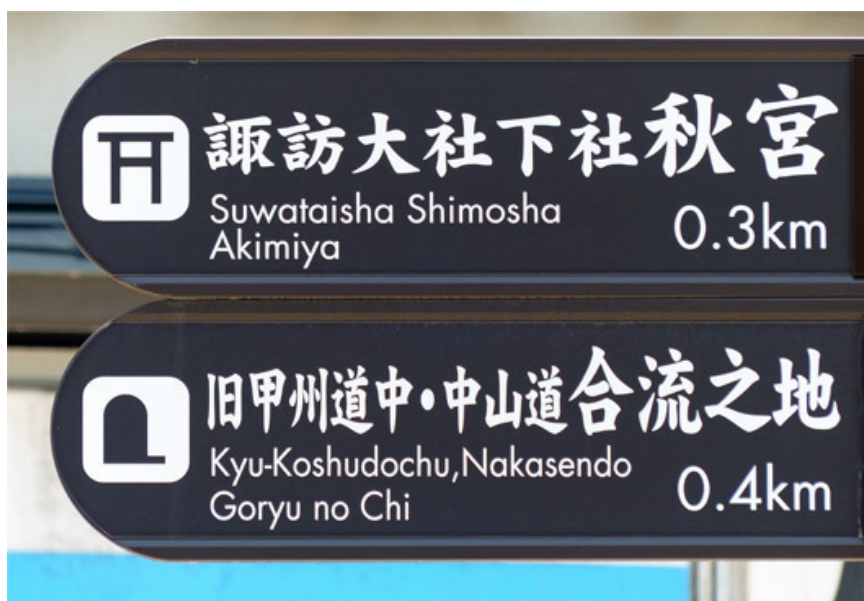 諏訪大社下社秋宮
Suwataisha Shimosha
Akimiya
0.3km
旧甲州道中・中山道合流之地
Kyu-Koshudochu,Nakasendo
Goryu no Chi
0.4km